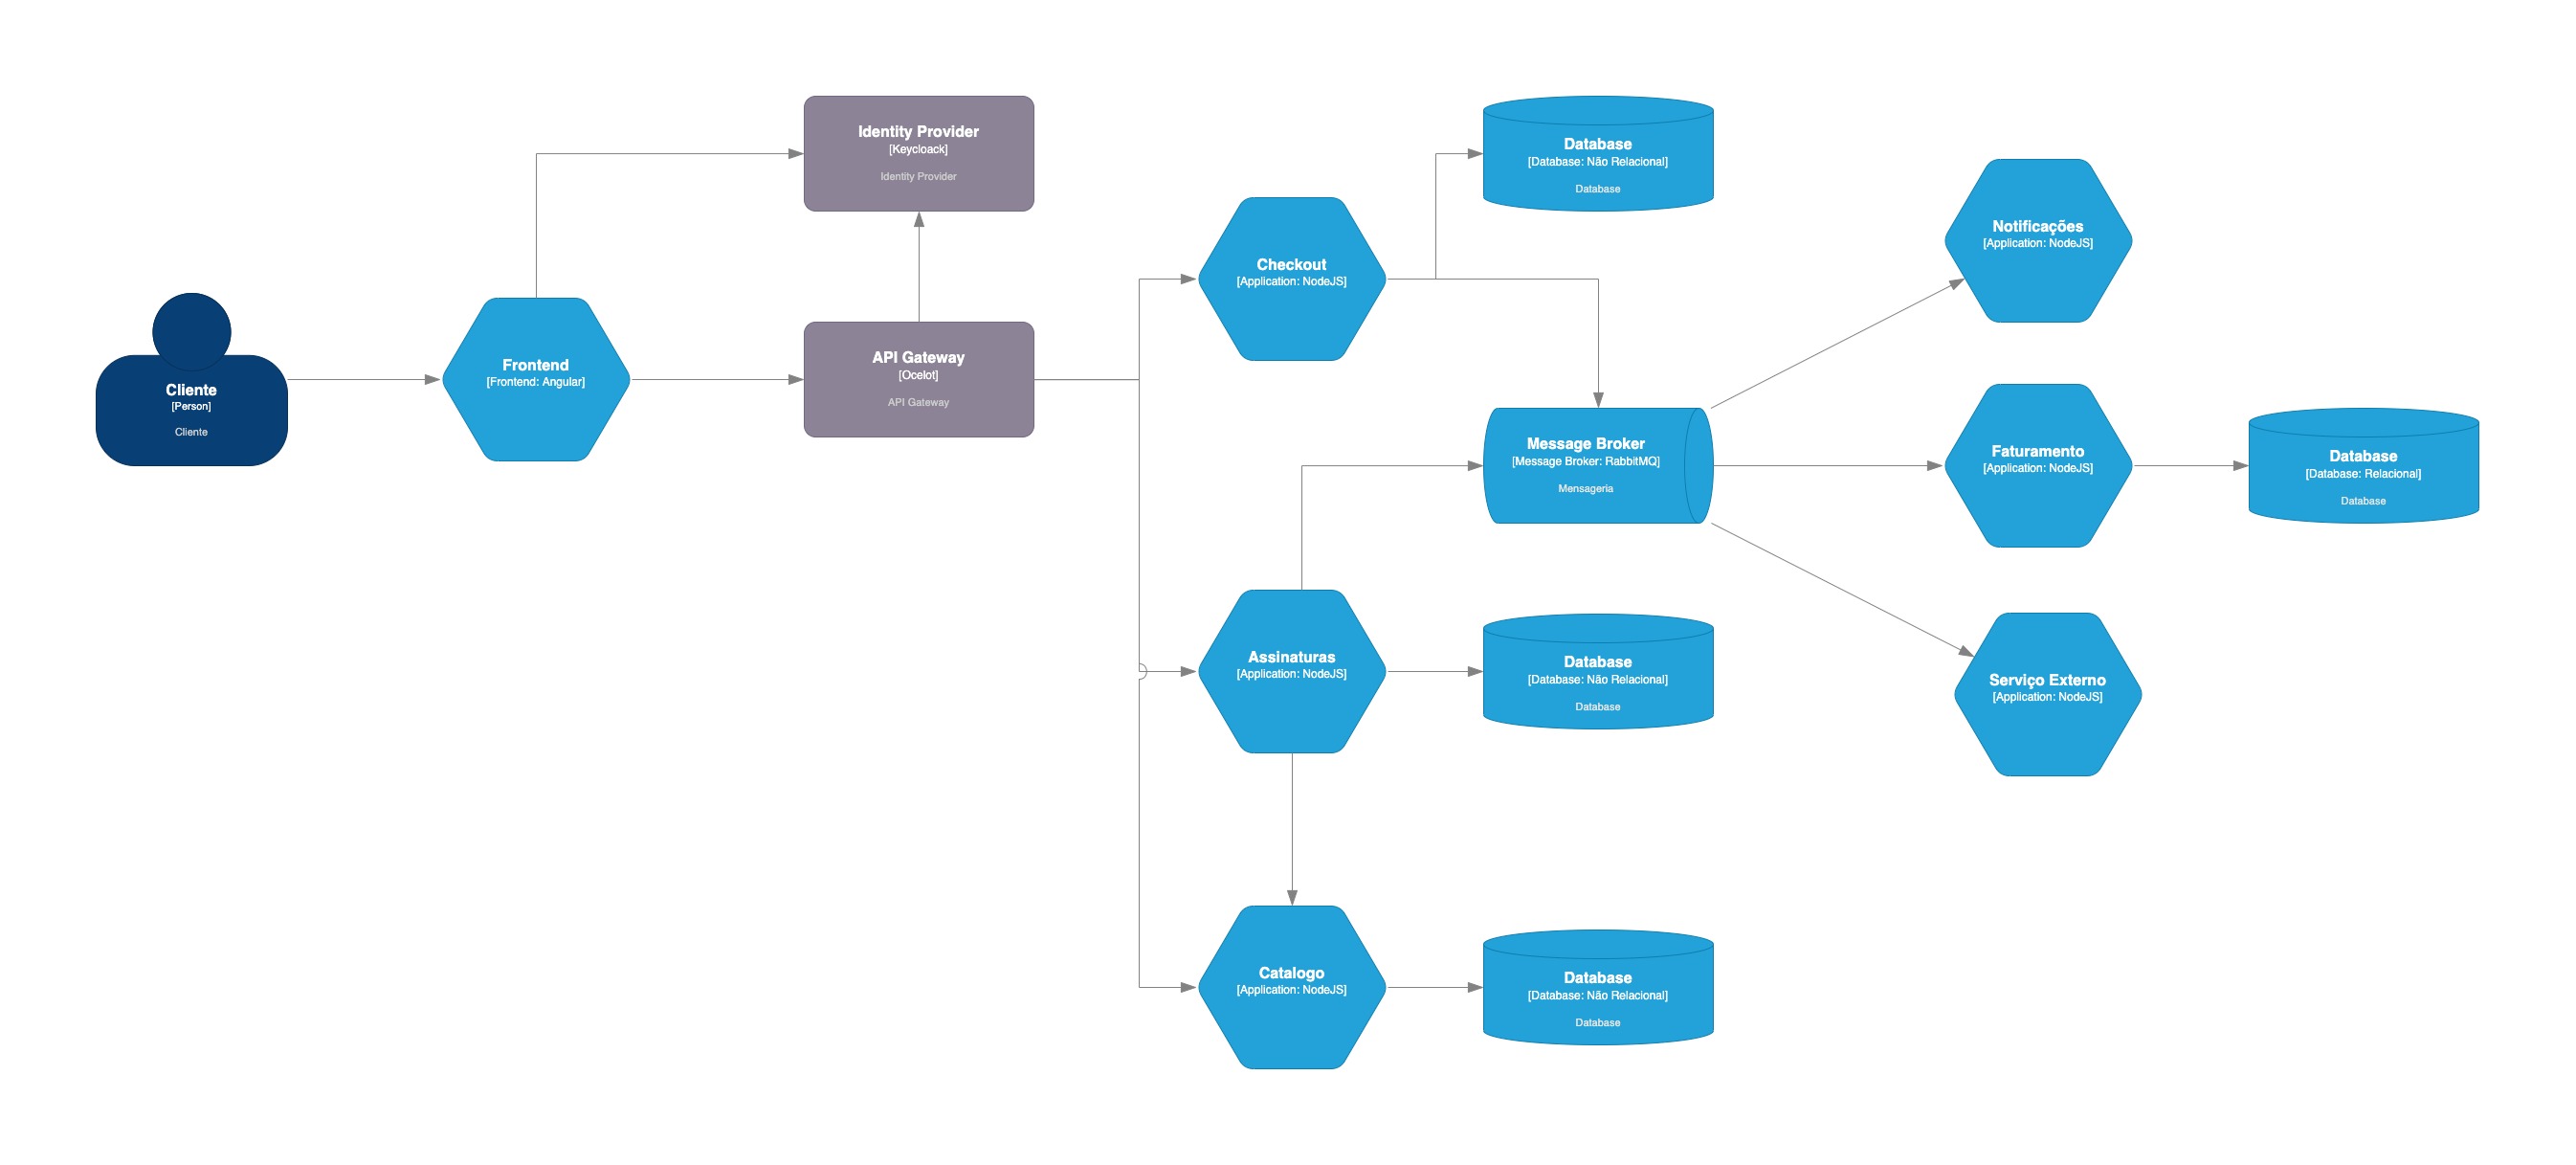 Cliente
[Person]
Cliente
Frontend
[Frontend: Angular]
Identity Provider
[Keycloack]
Identity Provider
API Gateway
[Ocelot]
API Gateway
Checkout
[Application: NodeJS]
Database
[Database: Não Relacional]
Database
Message Broker
[Message Broker: RabbitMQ]
Mensageria
Assinaturas
[Application: NodeJS]
Database
[Database: Não Relacional]
Database
Catalogo
[Application: NodeJS]
Database
[Database: Não Relacional]
Database
Notificações
[Application: NodeJS]
Faturamento
[Application: NodeJS]
Database
[Database: Relacional]
Database
Serviço Externo
[Application: NodeJS]